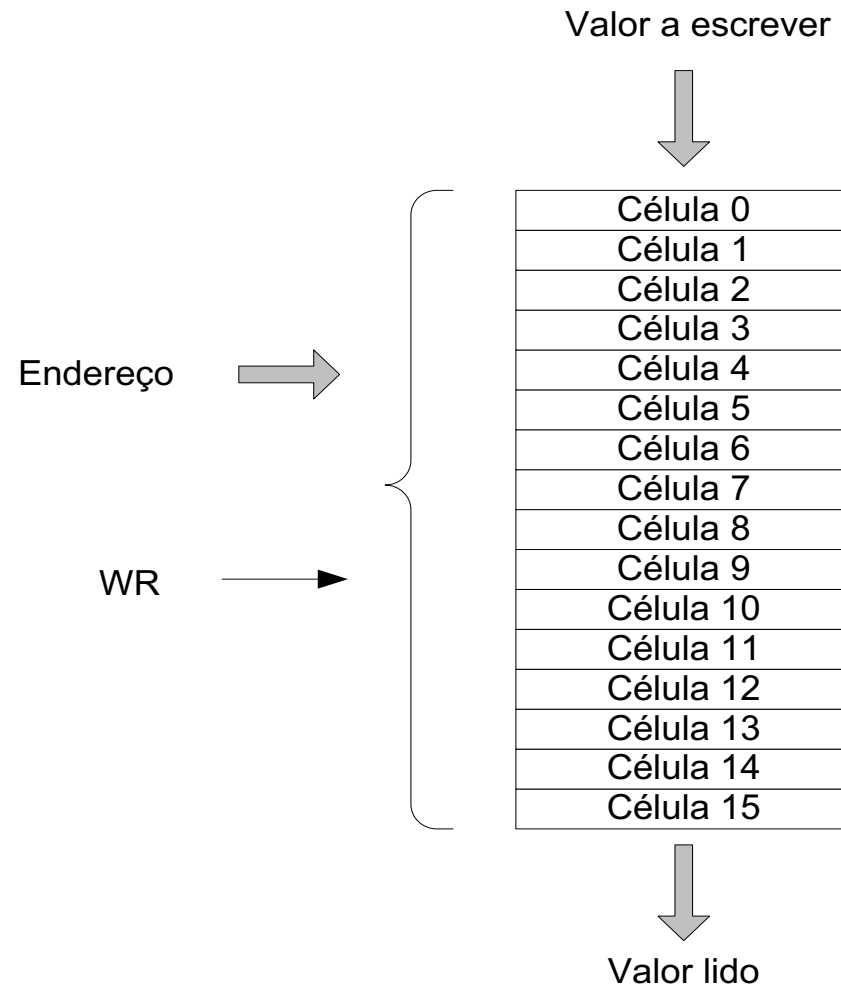 Valor a escrever
Célula 0
Célula 1
Célula 2
Célula 3
Endereço
Célula 4
Célula 5
Célula 6
Célula 7
Célula 8
WR
Célula 9
Célula 10
Célula 11
Célula 12
Célula 13
Célula 14
Célula 15
Valor lido